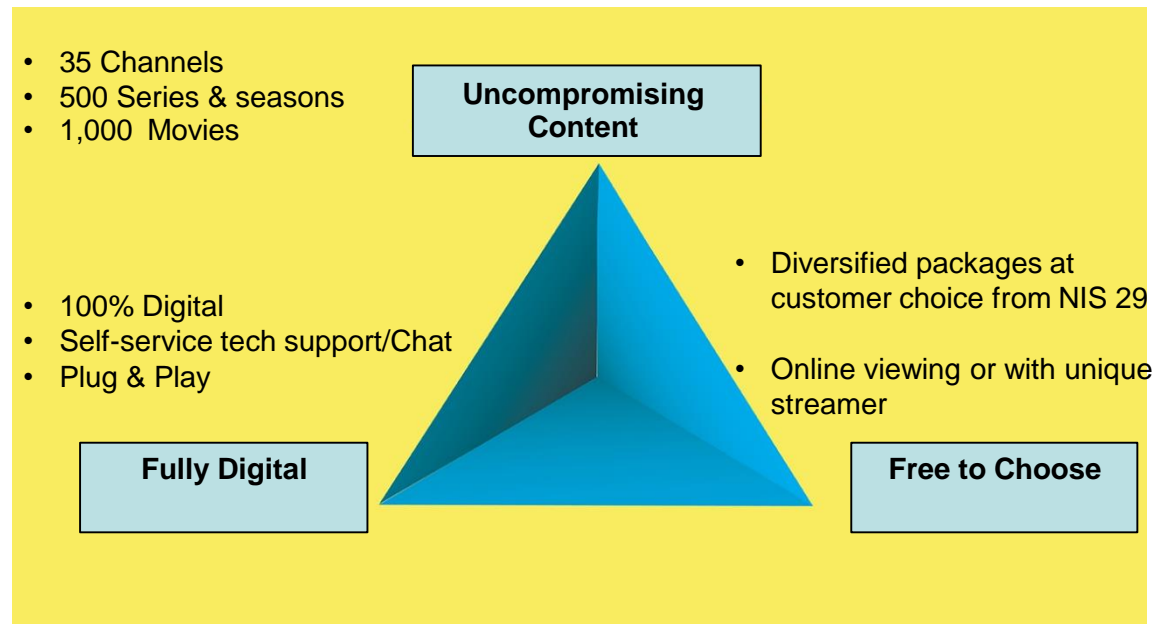 • 35 Channels
• 500 Series & seasons
• 1,000 Movies
Uncompromising
Content
• Diversified packages at
customer choice from NIS 29
• Online viewing or with unique
streamer
• 100% Digital
• Self-service tech support/Chat
• Plug & Play
Fully Digital
Free to Choose